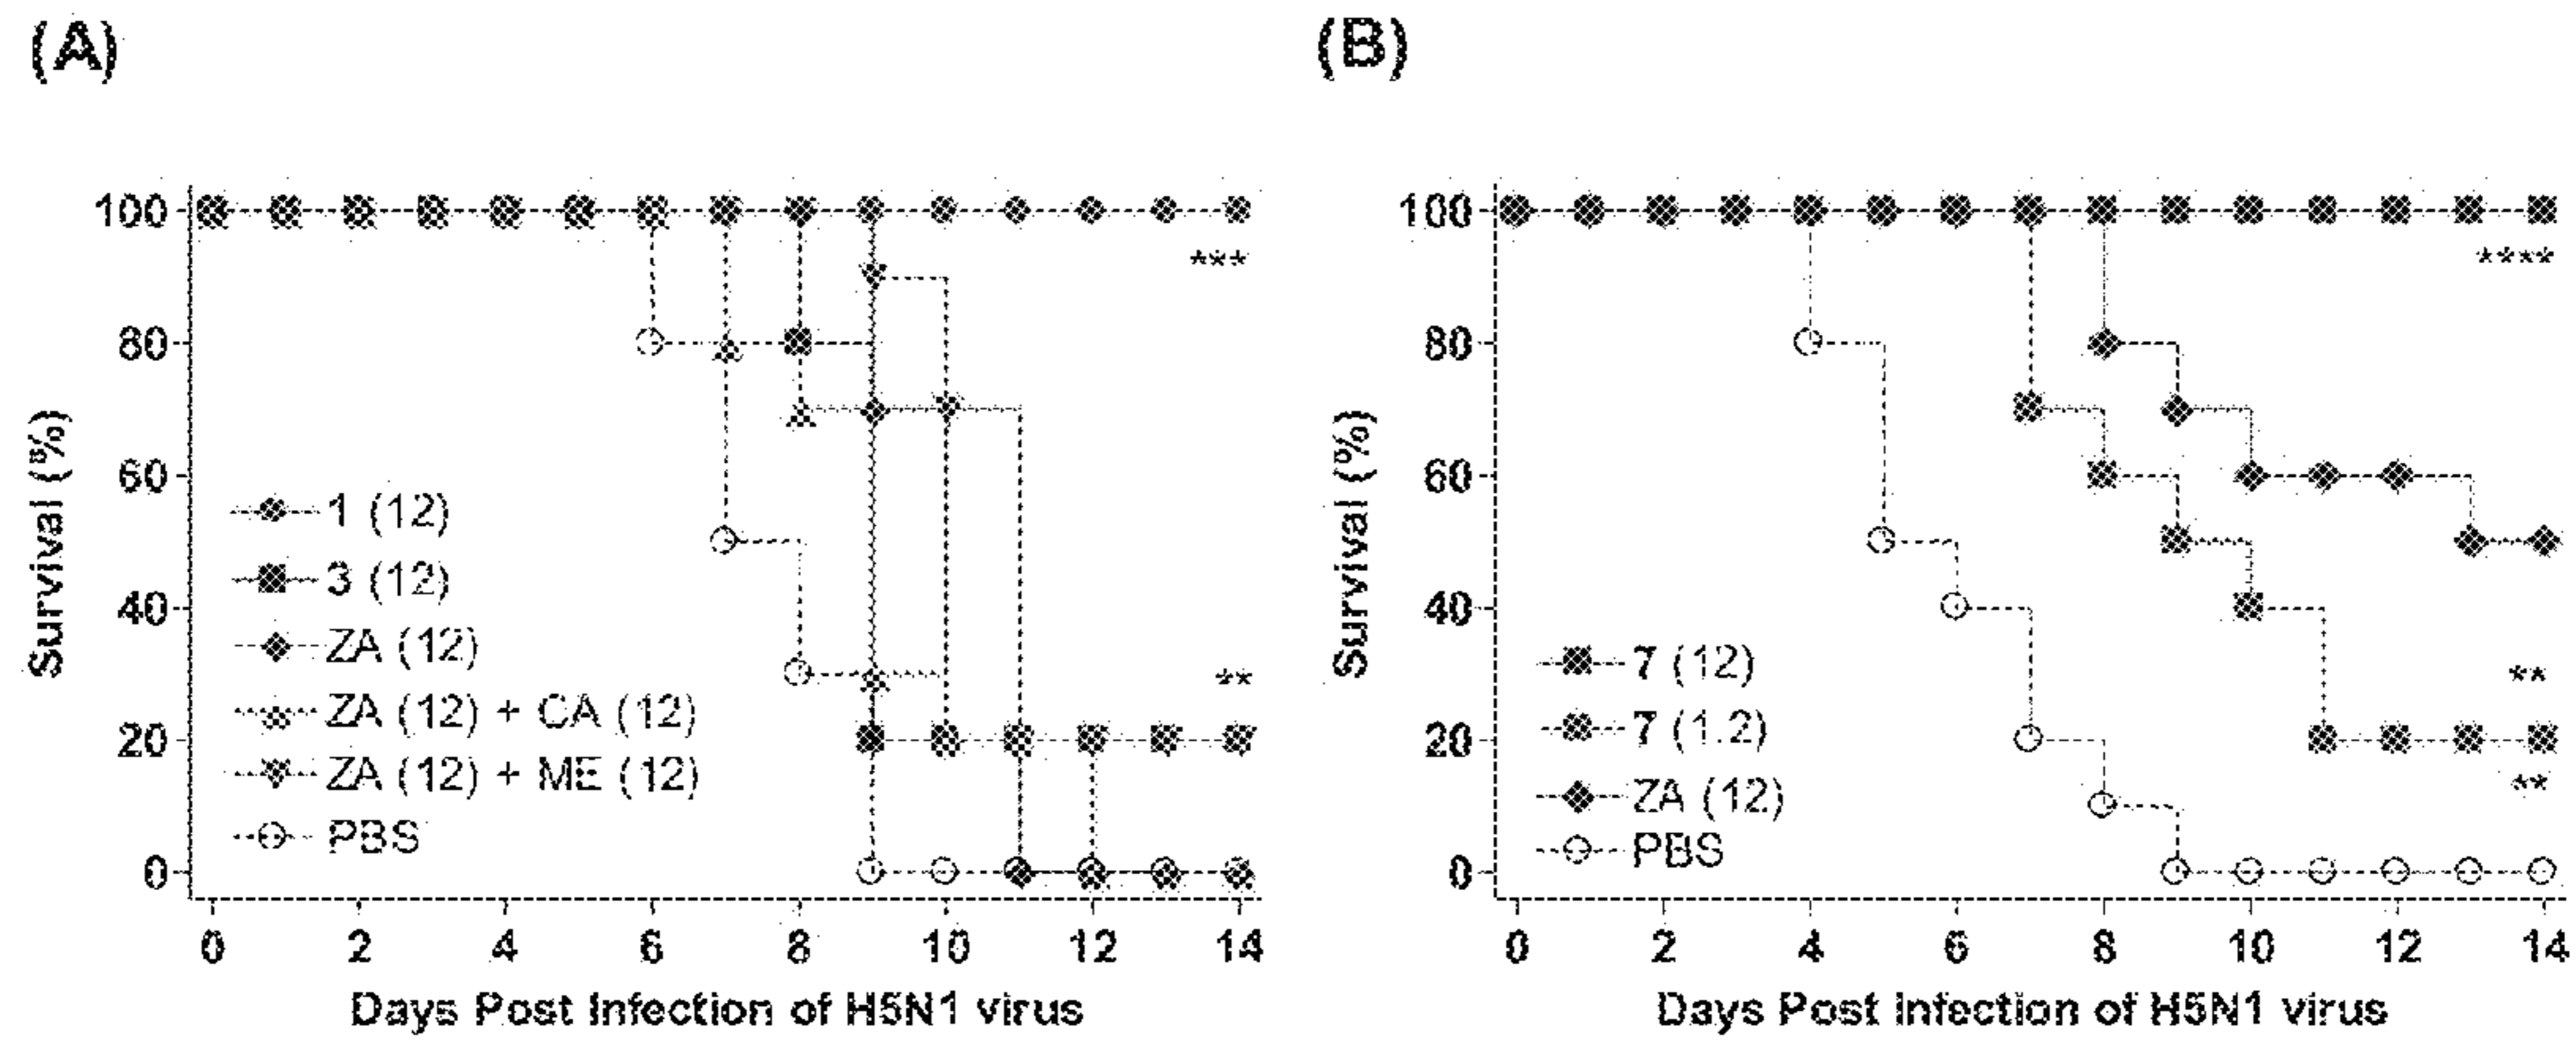 (A)
100
80
60
40
20
0
Survival (%)
1 (12)
3 (12)
ZA (12)
ZA (12) + CA (12)
ZA (12) + ME (12)
PBS
***
**
0 2 4 6 8 10 12 14
Days Post Infection of H5N1 virus
(B)
100
80
60
40
20
0
Survival (%)
7 (12)
7 (1.2)
ZA (12)
PBS
****
**
**
0 2 4 6 8 10 12 14
Days Post Infection of H5N1 virus